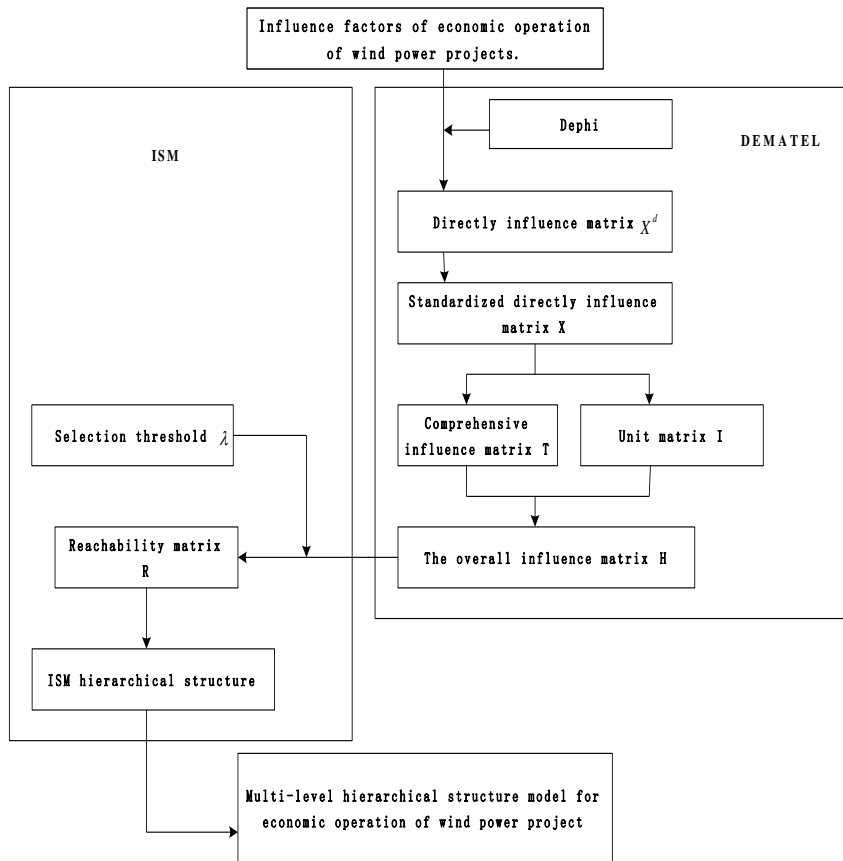 Influence factors of economic operation
of wind power projects.
Dephi
DEMATEL
ISM
Directly influence matrix X^d
Standardized directly influence
matrix X
Comprehensive
influence matrix T
Unit matrix I
Selection threshold λ
The overall influence matrix H
Reachability matrix
R
ISM hierarchical structure
Multi-level hierarchical structure model for
economic operation of wind power project